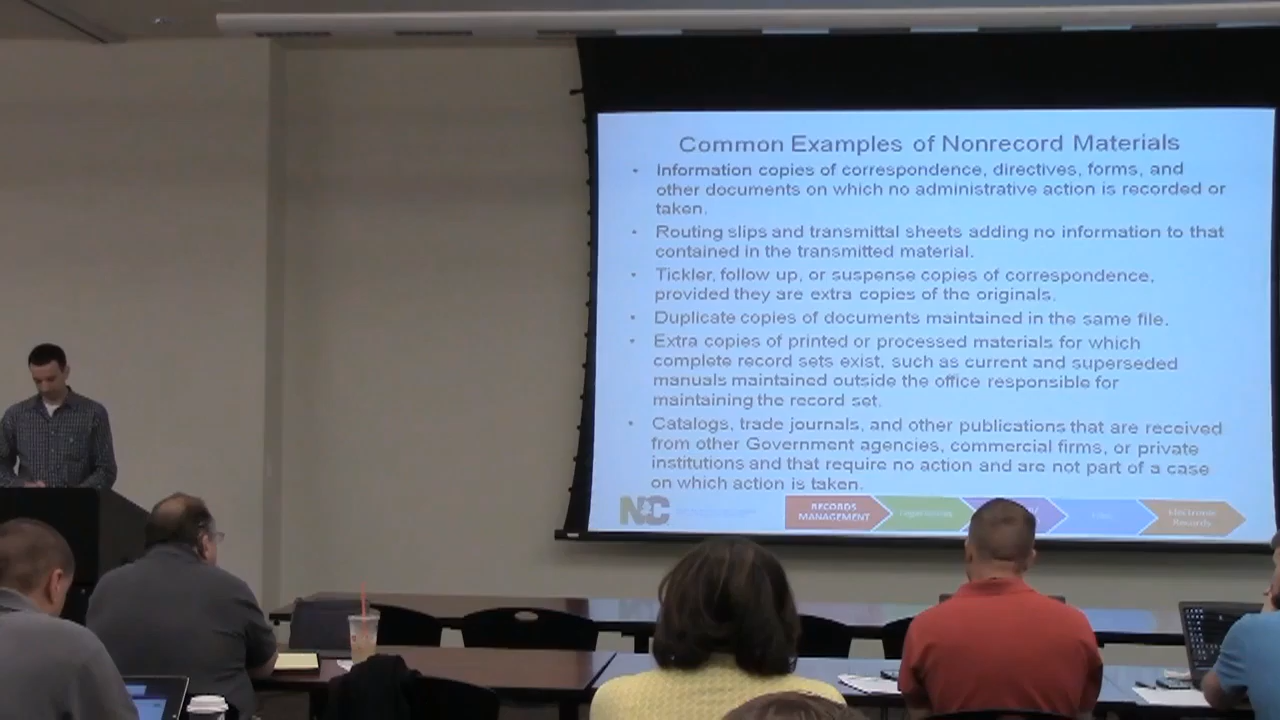 Common Examples of Nonrecord Materials
• Information copies of correspondence, directives, forms, and
other documents on which no administrative action is recorded or
taken.
• Routing slips and transmittal sheets adding no information to that
contained in the transmitted material.
• Tickler, follow up, or suspense copies of correspondence,
provided they are extra copies of the originals.
• Duplicate copies of documents maintained in the same file.
• Extra copies of printed or processed materials for which
complete record sets exist, such as current and superseded
manuals maintained outside the office responsible for
maintaining the record set.
• Catalogs, trade journals, and other publications that are received
from other Government agencies, commercial firms, or private
institutions and that require no action and are not part of a case
on which action is taken.
NC
RECORDS
MANAGEMENT
Electronic
Records